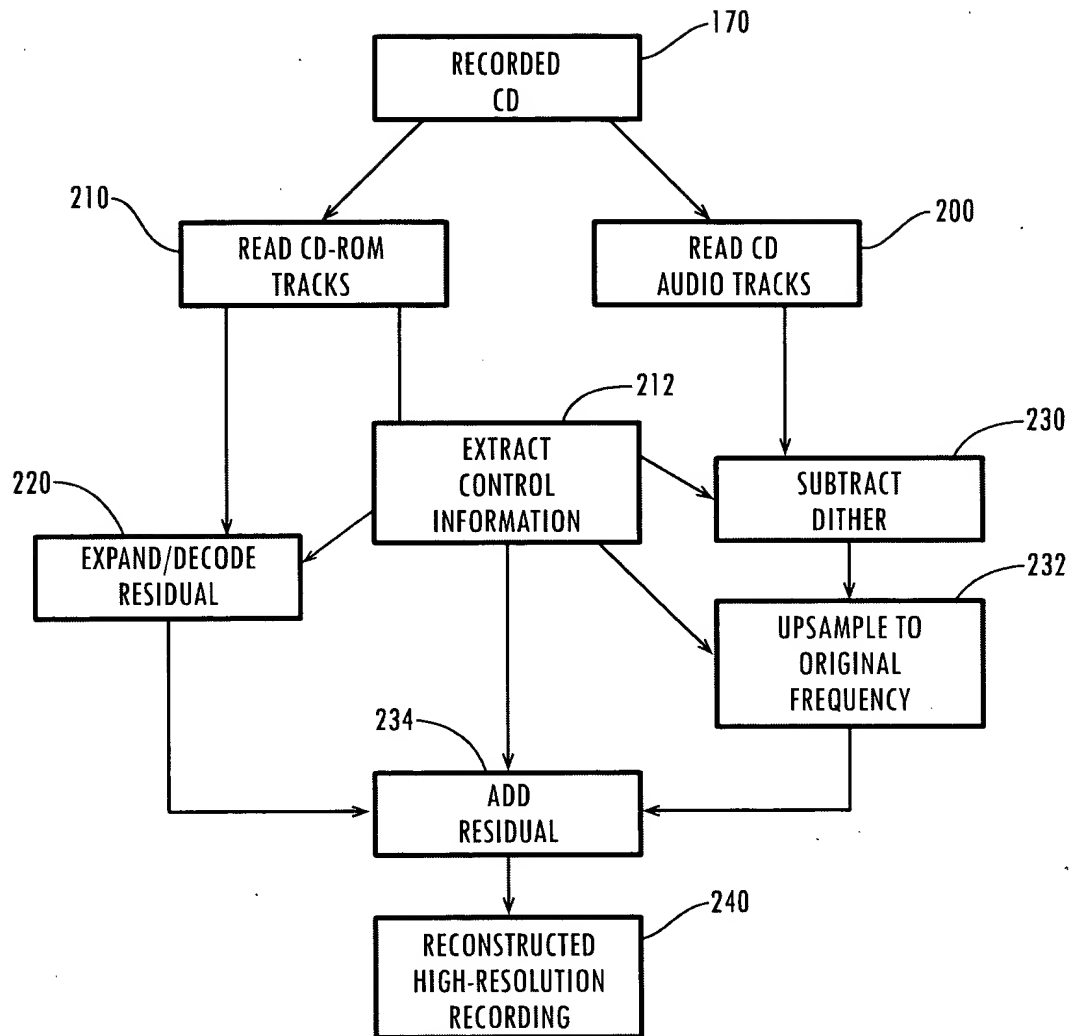 170
RECORDED
CD
210
READ CD-ROM
TRACKS
200
READ CD
AUDIO TRACKS
212
EXTRACT
CONTROL
INFORMATION
230
SUBTRACT
DITHER
220
EXPAND/DECODE
RESIDUAL
232
UPSAMPLE TO
ORIGINAL
FREQUENCY
234
ADD
RESIDUAL
240
RECONSTRUCTED
HIGH-RESOLUTION
RECORDING